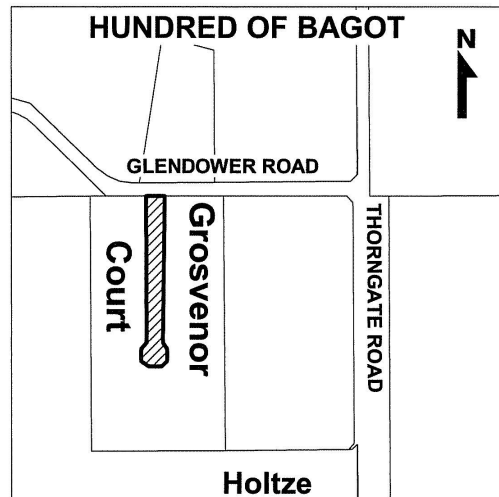 HUNDRED OF BAGOT
N
GLENDOWER ROAD
Grosvenor
Court
THORNGATE ROAD
Holtze